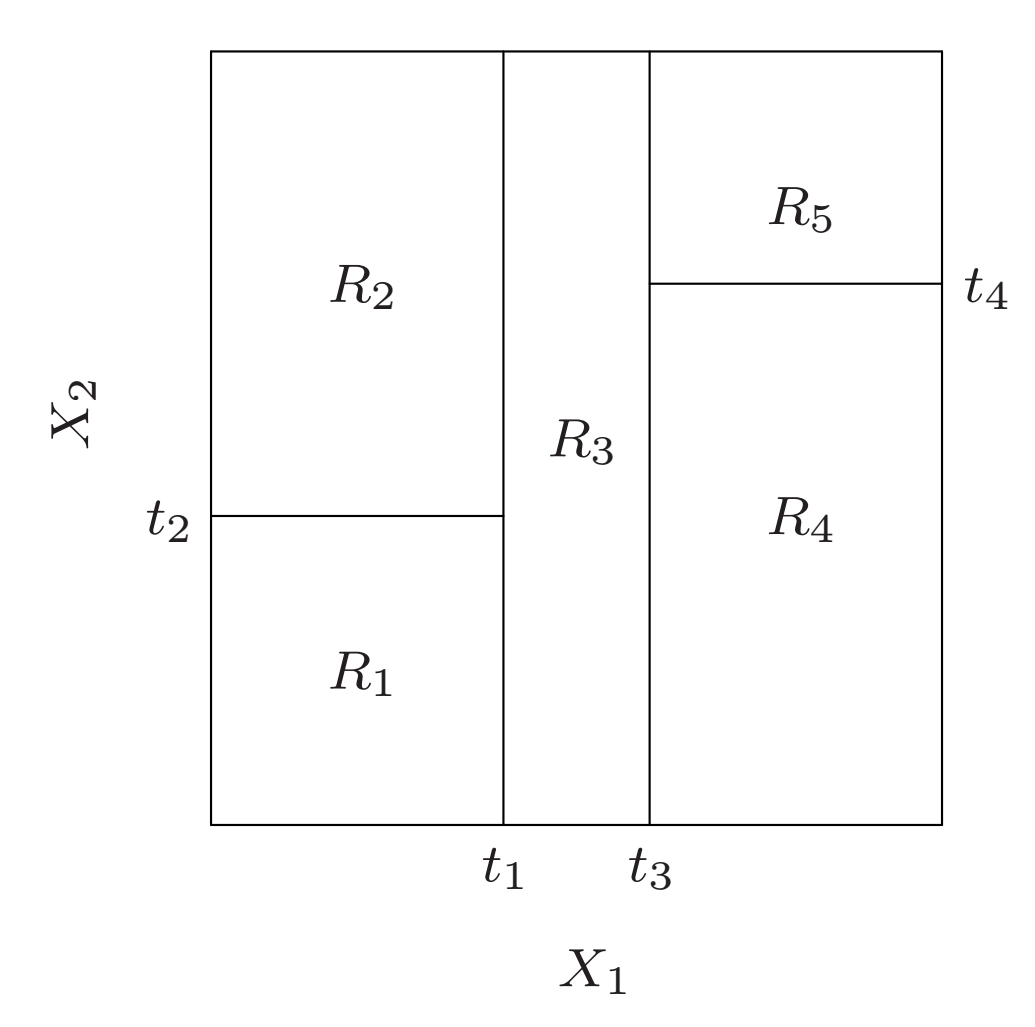 R₅
R₂
t₄
X₂
R₃
t₂
R₄
R₁
t₁ t₃
X₁